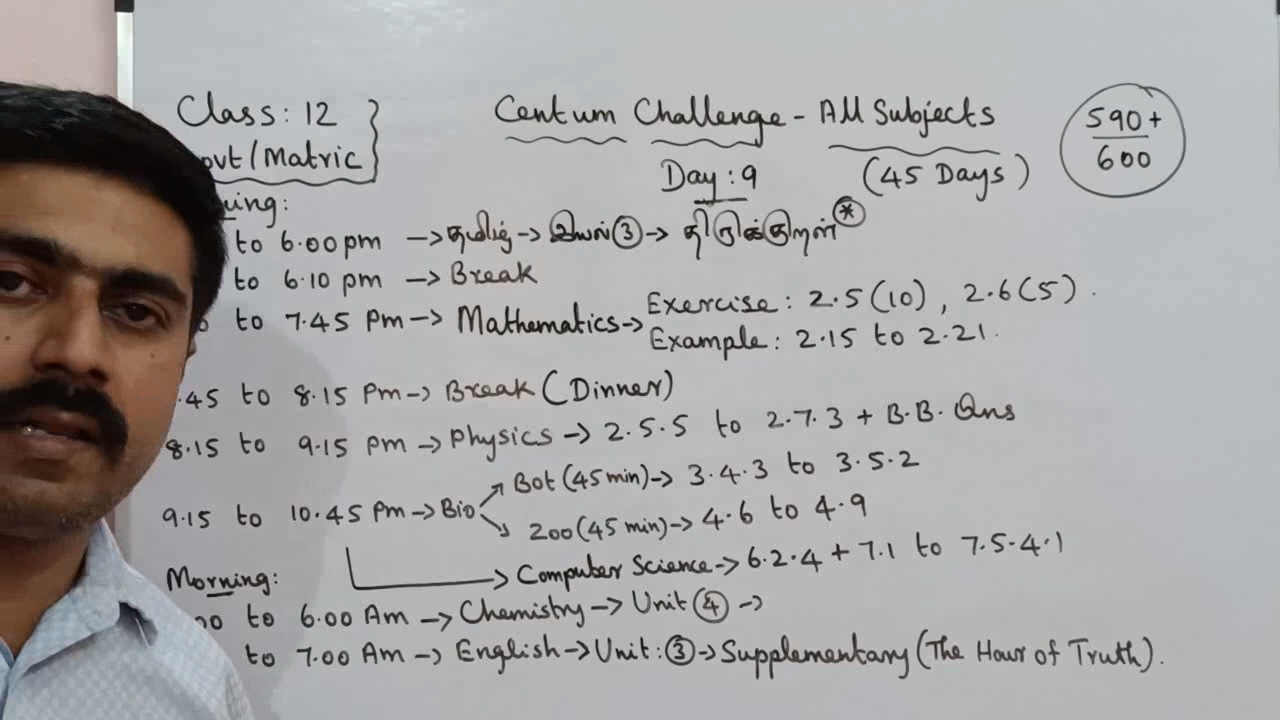 Class: 12
ovt/Matric
Centum Challenge - All Subjects
Day: 9
(45 Days)
590+
600
ning:
to 6.00pm → தமிழ் → இயல் ③ → திருக்குறள் *
to 6.10 pm → Break
to 7.45 Pm → Mathematics → Exercise: 2.5(10), 2.6(5).
Example: 2.15 to 2.21.
.45 to 8.15 Pm → Break (Dinner)
8.15 to 9.15 pm → Physics → 2.5.5 to 2.7.3 + B.B. Qns
9.15 to 10.45 Pm → Bio
Bot (45 min) → 3.4.3 to 3.5.2
Zoo (45 min) → 4.6 to 4.9
→ Computer Science → 6.2.4 + 7.1 to 7.5.4.1
Morning:
00 to 6.00 Am → Chemistry → Unit ④ →
to 7.00 Am → English → Unit: ③ → Supplementary (The Hour of Truth).